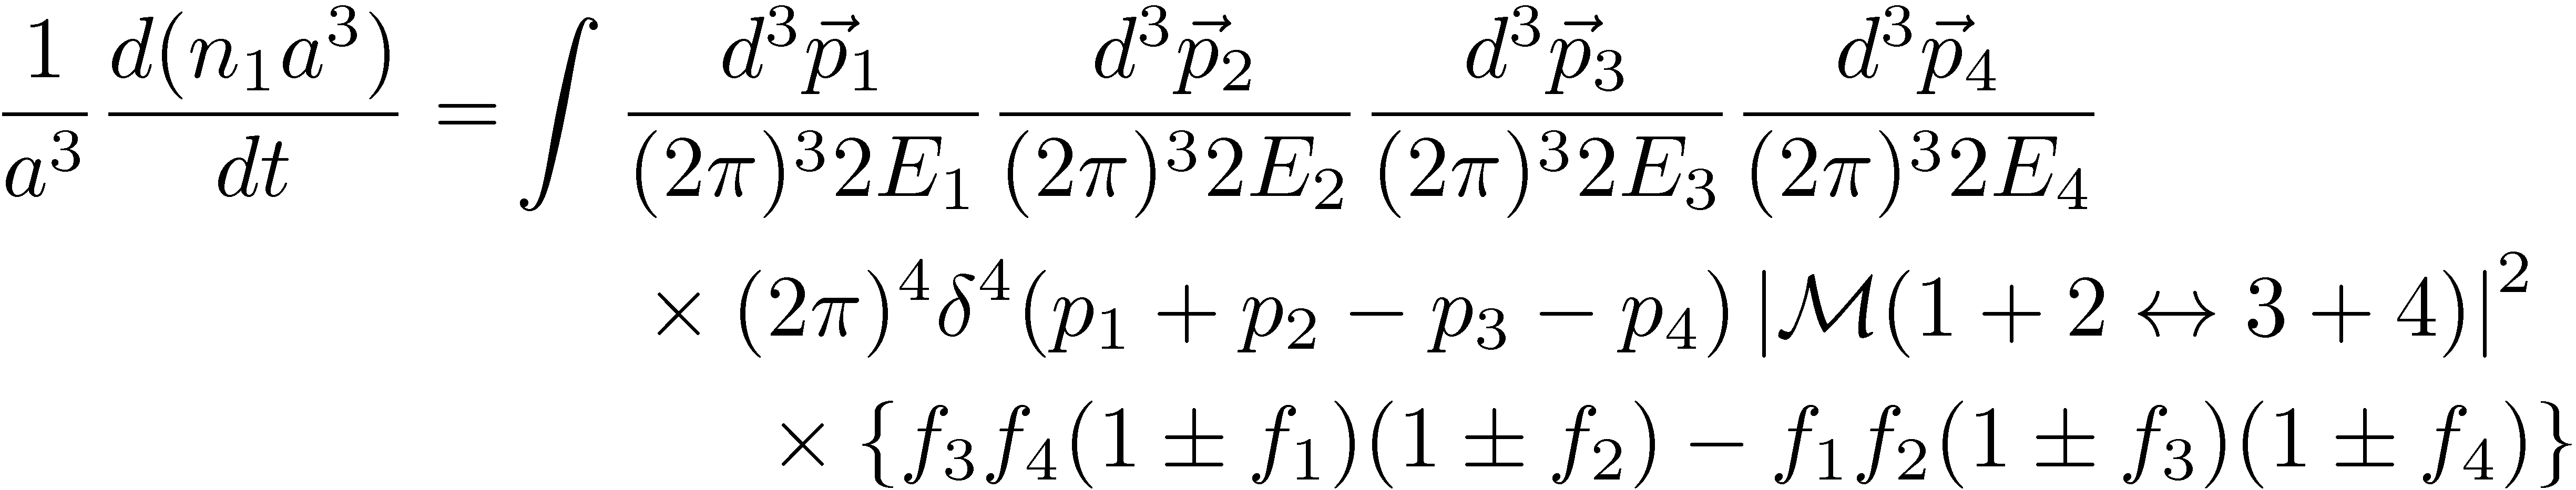 \frac{1}{a^3} \frac{d(n_1 a^3)}{dt} = \int \frac{d^3\vec{p}_1}{(2\pi)^3 2E_1} \frac{d^3\vec{p}_2}{(2\pi)^3 2E_2} \frac{d^3\vec{p}_3}{(2\pi)^3 2E_3} \frac{d^3\vec{p}_4}{(2\pi)^3 2E_4}
\times (2\pi)^4 \delta^4(p_1 + p_2 - p_3 - p_4) |\mathcal{M}(1 + 2 \leftrightarrow 3 + 4)|^2
\times \{f_3 f_4 (1 \pm f_1)(1 \pm f_2) - f_1 f_2 (1 \pm f_3)(1 \pm f_4)\}